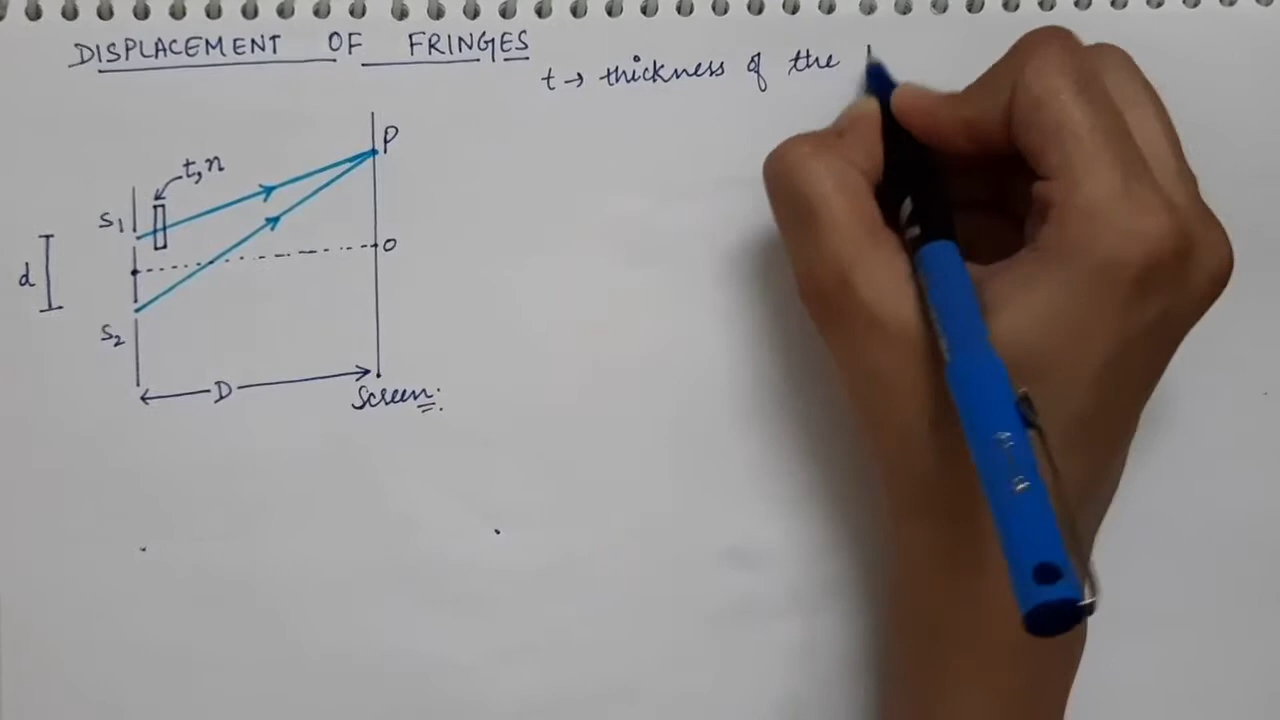 DISPLACEMENT OF FRINGES
t → thickness of the
P
t, n
S1
O
d
S2
D
Screen.